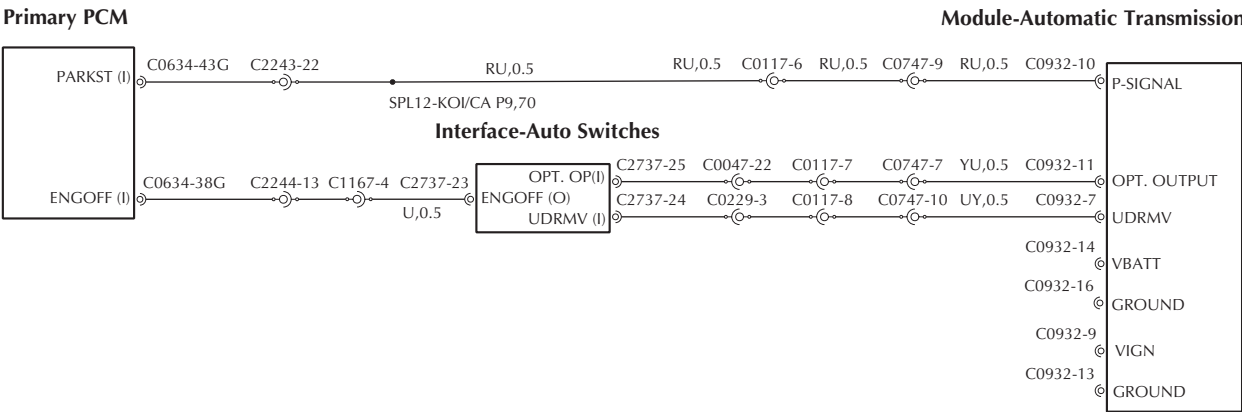 Primary PCM
Module-Automatic Transmission
PARKST (I)
C0634-43G
C2243-22
RU,0.5
RU,0.5
C0117-6
RU,0.5
C0747-9
RU,0.5
C0932-10
P-SIGNAL
SPL12-KOI/CA P9,70
Interface-Auto Switches
OPT. OP(I)
C2737-25
C0047-22
C0117-7
C0747-7
YU,0.5
C0932-11
OPT. OUTPUT
ENGOFF (I)
C0634-38G
C2244-13
C1167-4
C2737-23
U,0.5
ENGOFF (O)
UDRMV (I)
C2737-24
C0229-3
C0117-8
C0747-10
UY,0.5
C0932-7
UDRMV
C0932-14
VBATT
C0932-16
GROUND
C0932-9
VIGN
C0932-13
GROUND